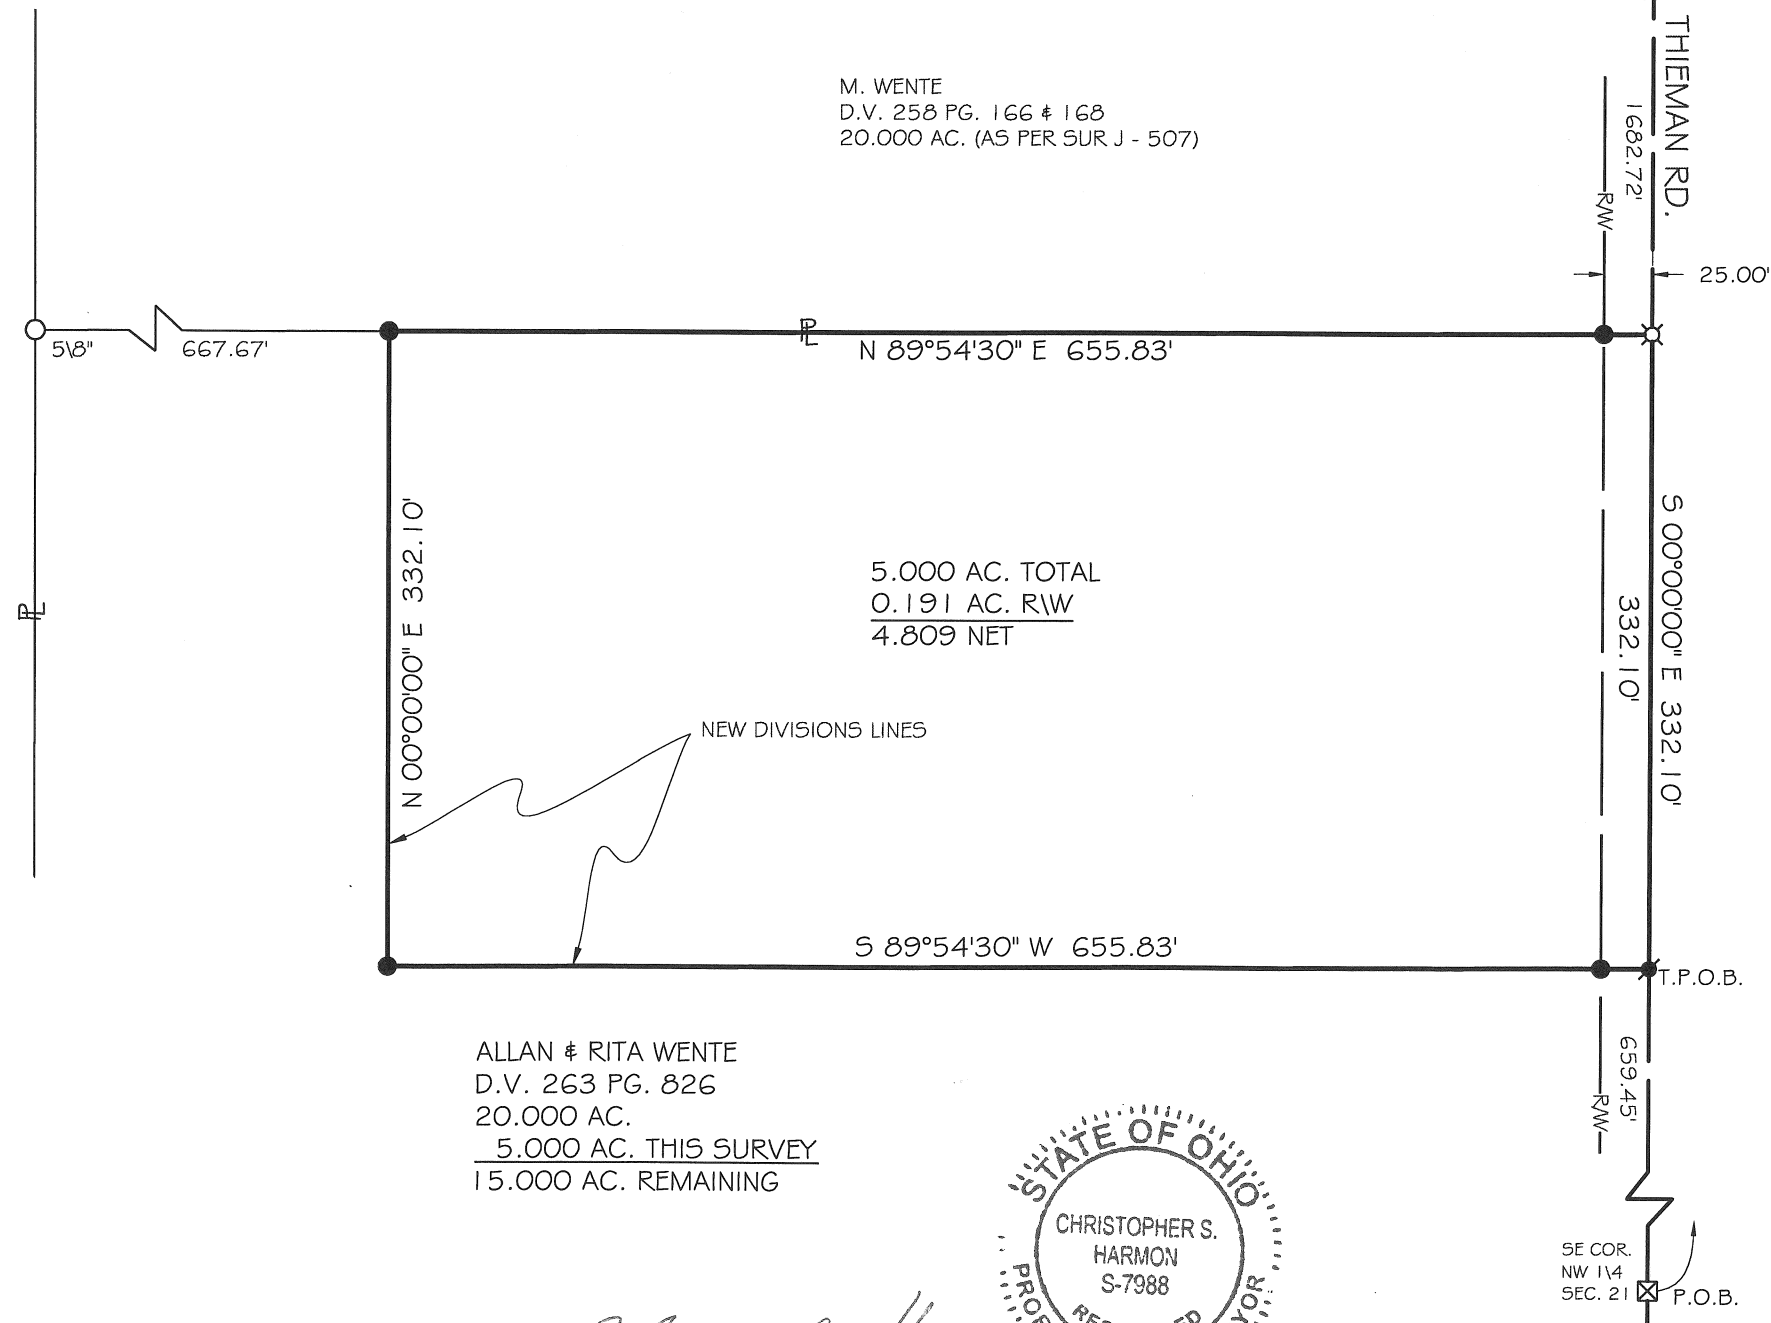 THIEMAN RD.
1682.72'
R/W
25.00'
M. WENTE
D.V. 258 PG. 166 & 168
20.000 AC. (AS PER SUR J - 507)
5\8"
667.67'
PL
N 89°54'30" E 655.83'
N 00°00'00" E 332.10'
PL
5.000 AC. TOTAL
0.191 AC. R\W
4.809 NET
332.10'
S 00°00'00" E 332.10'
NEW DIVISIONS LINES
S 89°54'30" W 655.83'
T.P.O.B.
ALLAN & RITA WENTE
D.V. 263 PG. 826
20.000 AC.
5.000 AC. THIS SURVEY
15.000 AC. REMAINING
659.45'
R/W
STATE OF OHIO
CHRISTOPHER S.
HARMON
S-7988
SE COR.
NW 1\4
SEC. 21
P.O.B.